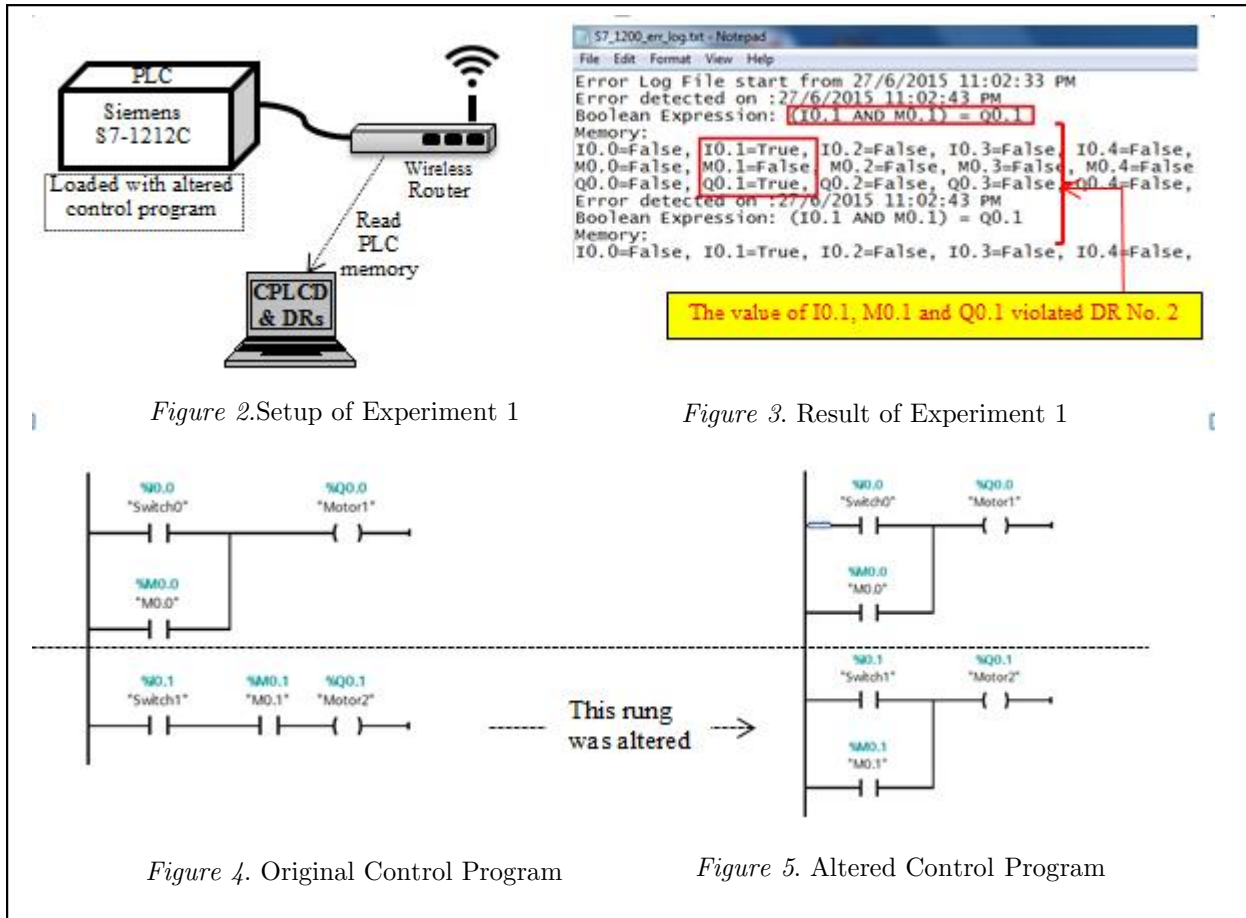 PLC
Siemens
S7-1212C
Loaded with altered
control program
Wireless
Router
Read
PLC
memory
CPLCD
& DRs
Figure 2.Setup of Experiment 1
S7_1200_err_log.txt - Notepad
File Edit Format View Help
Error Log File start from 27/6/2015 11:02:33 PM
Error detected on :27/6/2015 11:02:43 PM
Boolean Expression: (I0.1 AND M0.1) = Q0.1
Memory:
I0.0=False, I0.1=True, I0.2=False, I0.3=False, I0.4=False,
M0.0=False, M0.1=False, M0.2=False, M0.3=False, M0.4=False
Q0.0=False, Q0.1=True, Q0.2=False, Q0.3=False, Q0.4=False,
Error detected on :27/6/2015 11:02:43 PM
Boolean Expression: (I0.1 AND M0.1) = Q0.1
Memory:
I0.0=False, I0.1=True, I0.2=False, I0.3=False, I0.4=False,
The value of I0.1, M0.1 and Q0.1 violated DR No. 2
Figure 3. Result of Experiment 1
%I0.0 %Q0.0
"Switch0" "Motor1"
%M0.0
"M0.0"
%I0.1 %M0.1 %Q0.1
"Switch1" "M0.1" "Motor2"
This rung
was altered
%I0.0 %Q0.0
"Switch0" "Motor1"
%M0.0
"M0.0"
%I0.1 %Q0.1
"Switch1" "Motor2"
%M0.1
"M0.1"
Figure 4. Original Control Program
Figure 5. Altered Control Program